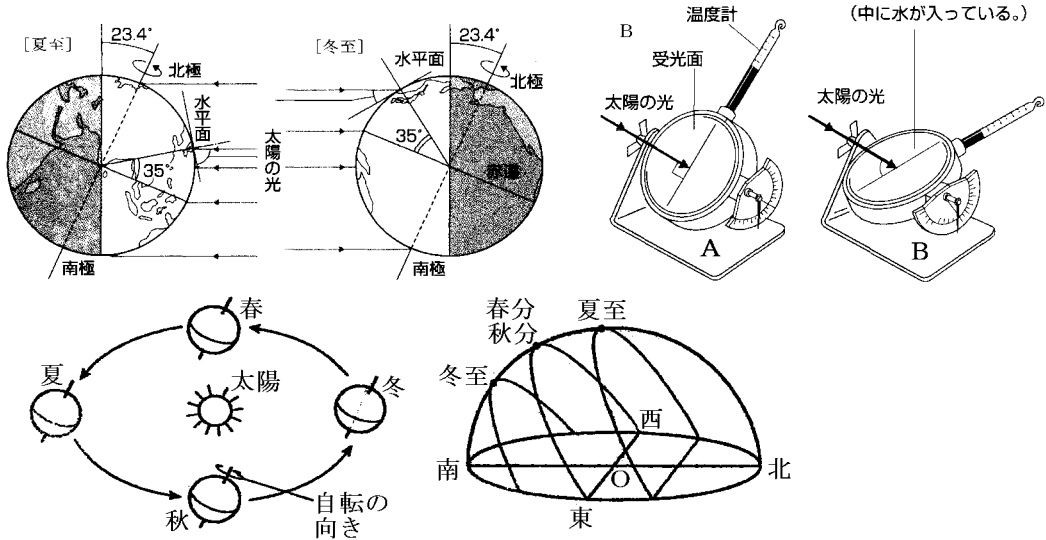 [夏至]
23.4°
北極
水平面
35°
南極
太陽の光
[冬至]
23.4°
水平面
北極
35°
赤道
南極
B
温度計
受光面
太陽の光
A
(中に水が入っている。)
太陽の光
B
春
夏
太陽
冬
秋
自転の
向き
春分
秋分
夏至
冬至
西
南
O
北
東